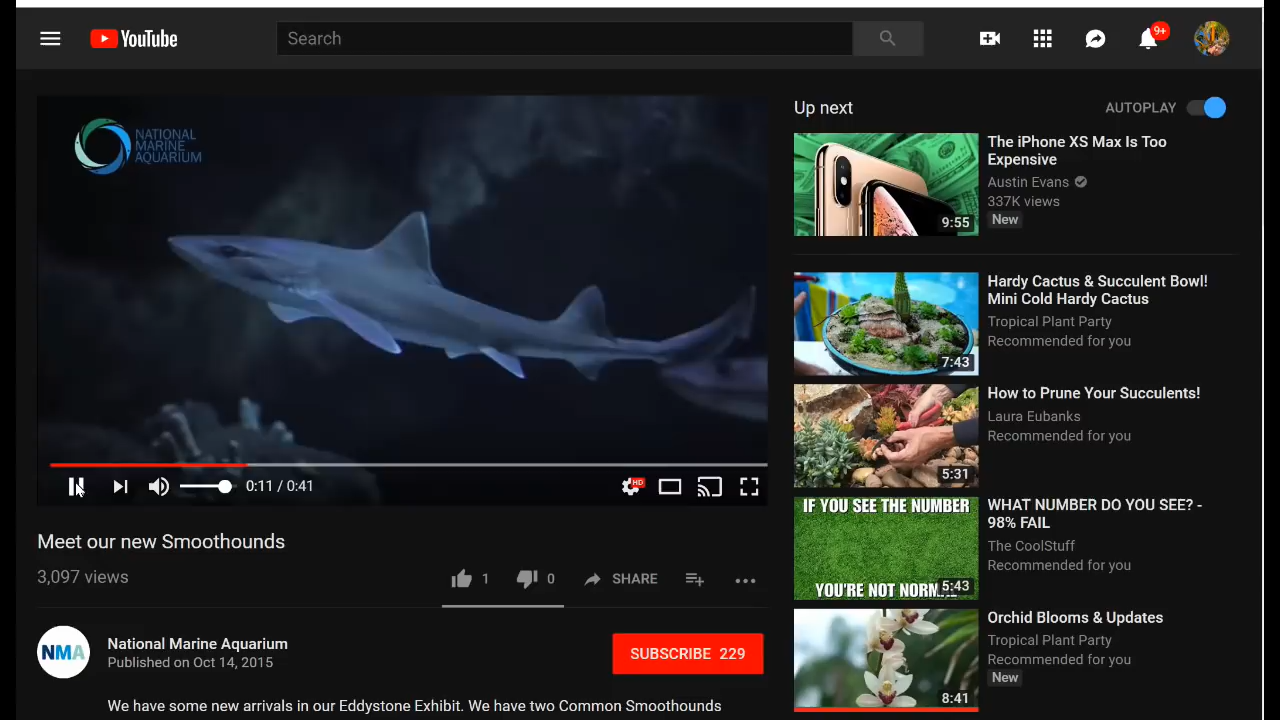 YouTube
Search
9+
NATIONAL
MARINE
AQUARIUM
HD
0:11 / 0:41
Meet our new Smoothounds
3,097 views
1
0
SHARE
NMA
National Marine Aquarium
Published on Oct 14, 2015
SUBSCRIBE 229
We have some new arrivals in our Eddystone Exhibit. We have two Common Smoothounds
Up next
AUTOPLAY
9:55
The iPhone XS Max Is Too
Expensive
Austin Evans
337K views
New
7:43
Hardy Cactus & Succulent Bowl!
Mini Cold Hardy Cactus
Tropical Plant Party
Recommended for you
5:31
How to Prune Your Succulents!
Laura Eubanks
Recommended for you
IF YOU SEE THE NUMBER
YOU'RE NOT
5:43
WHAT NUMBER DO YOU SEE? -
98% FAIL
The CoolStuff
Recommended for you
8:41
Orchid Blooms & Updates
Tropical Plant Party
Recommended for you
New